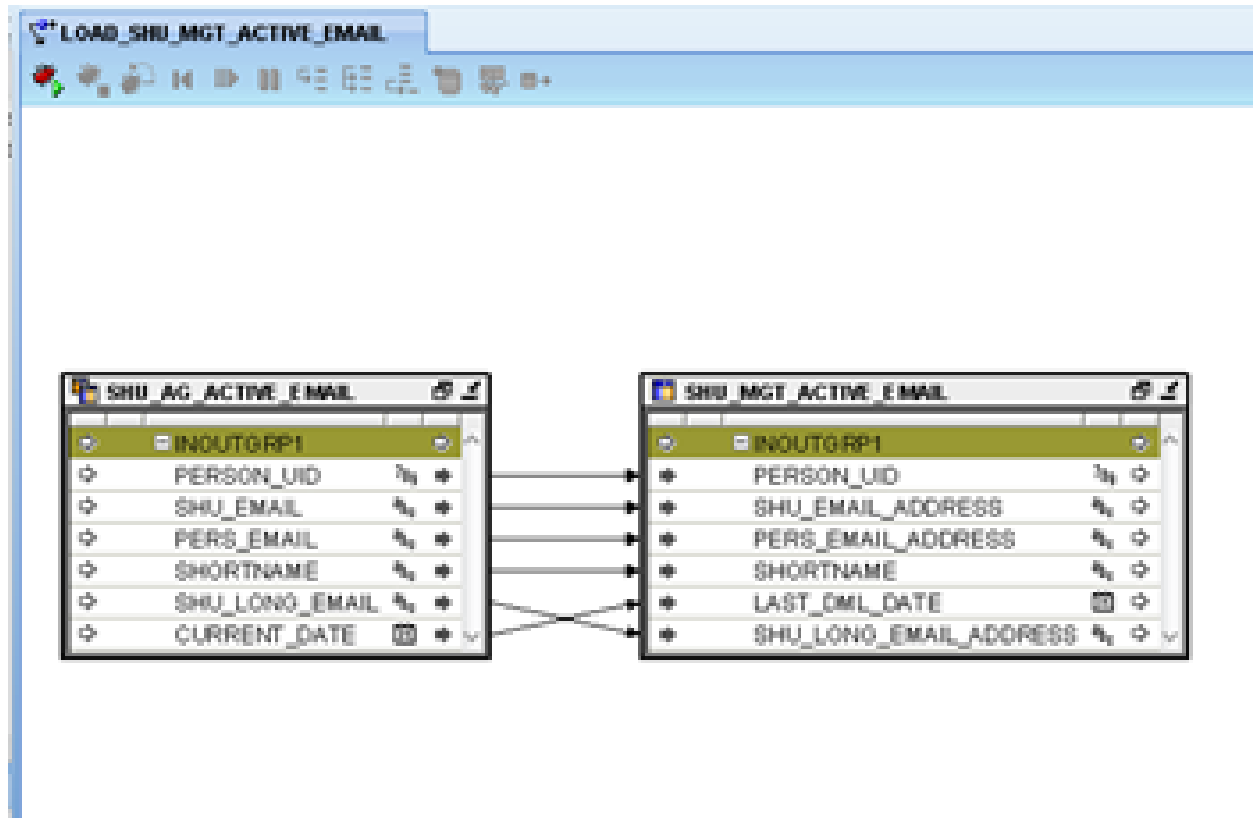 LOAD_SHU_MGT_ACTIVE_EMAIL
SHU_AG_ACTIVE_EMAIL
INOUTGRP1
PERSON_UID
SHU_EMAIL
PERS_EMAIL
SHORTNAME
SHU_LONG_EMAIL
CURRENT_DATE
SHU_MGT_ACTIVE_EMAIL
INOUTGRP1
PERSON_UID
SHU_EMAIL_ADDRESS
PERS_EMAIL_ADDRESS
SHORTNAME
LAST_DML_DATE
SHU_LONG_EMAIL_ADDRESS